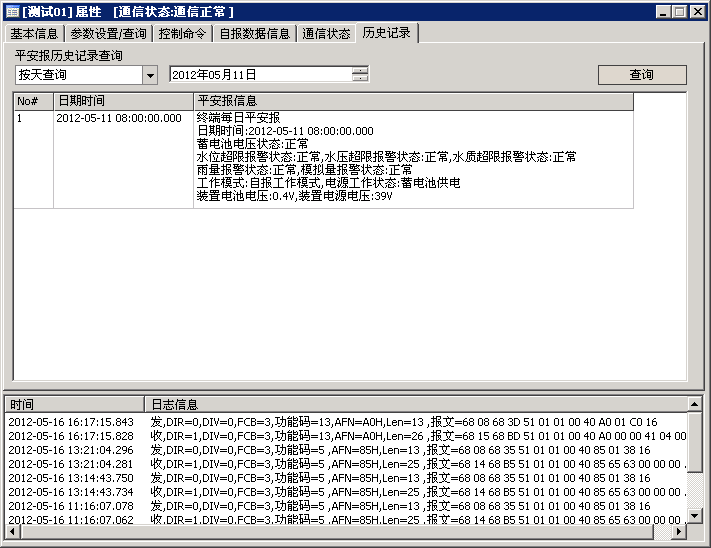 [测试01] 属性 [通信状态:通信正常 ]
基本信息 参数设置/查询 控制命令 自报数据信息 通信状态 历史记录
平安报历史记录查询
按天查询 2012年05月11日 查询
No# 日期时间 平安报信息
1 2012-05-11 08:00:00.000 终端每日平安报
日期时间:2012-05-11 08:00:00.000
蓄电池电压状态:正常
水位超限报警状态:正常,水压超限报警状态:正常,水质超限报警状态:正常
雨量报警状态:正常,模拟量报警状态:正常
工作模式:自报工作模式,电源工作状态:蓄电池供电
装置电池电压:0.4V,装置电源电压:39V
时间 日志信息
2012-05-16 16:17:15.843 发,DIR=0,DIV=0,FCB=3,功能码=13,AFN=A0H,Len=13 ,报文=68 08 68 3D 51 01 01 00 40 A0 01 C0 16
2012-05-16 16:17:15.828 收,DIR=1,DIV=0,FCB=3,功能码=13,AFN=A0H,Len=26 ,报文=68 15 68 BD 51 01 01 00 40 A0 00 00 41 04 00
2012-05-16 13:21:04.296 发,DIR=0,DIV=0,FCB=3,功能码=5 ,AFN=85H,Len=13 ,报文=68 08 68 35 51 01 01 00 40 85 01 38 16
2012-05-16 13:21:04.281 收,DIR=1,DIV=0,FCB=3,功能码=5 ,AFN=85H,Len=25 ,报文=68 14 68 B5 51 01 01 00 40 85 65 63 00 00 00 .
2012-05-16 13:14:43.750 发,DIR=0,DIV=0,FCB=3,功能码=5 ,AFN=85H,Len=13 ,报文=68 08 68 35 51 01 01 00 40 85 01 38 16
2012-05-16 13:14:43.734 收,DIR=1,DIV=0,FCB=3,功能码=5 ,AFN=85H,Len=25 ,报文=68 14 68 B5 51 01 01 00 40 85 65 63 00 00 00 .
2012-05-16 11:16:07.078 发,DIR=0,DIV=0,FCB=3,功能码=5 ,AFN=85H,Len=13 ,报文=68 08 68 35 51 01 01 00 40 85 01 38 16
2012-05-16 11:16:07.062 收,DIR=1,DIV=0,FCB=3,功能码=5 ,AFN=85H,Len=25 ,报文=68 14 68 B5 51 01 01 00 40 85 65 63 00 00 00 .